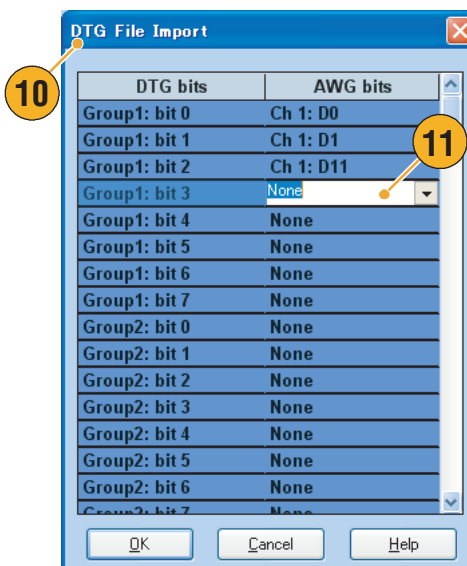 DTG File Import
10
DTG bits AWG bits
Group1: bit 0 Ch 1: D0
Group1: bit 1 Ch 1: D1
11
Group1: bit 2 Ch 1: D11
Group1: bit 3 None
Group1: bit 4 None
Group1: bit 5 None
Group1: bit 6 None
Group1: bit 7 None
Group2: bit 0 None
Group2: bit 1 None
Group2: bit 2 None
Group2: bit 3 None
Group2: bit 4 None
Group2: bit 5 None
Group2: bit 6 None
Group2: bit 7 None
OK Cancel Help